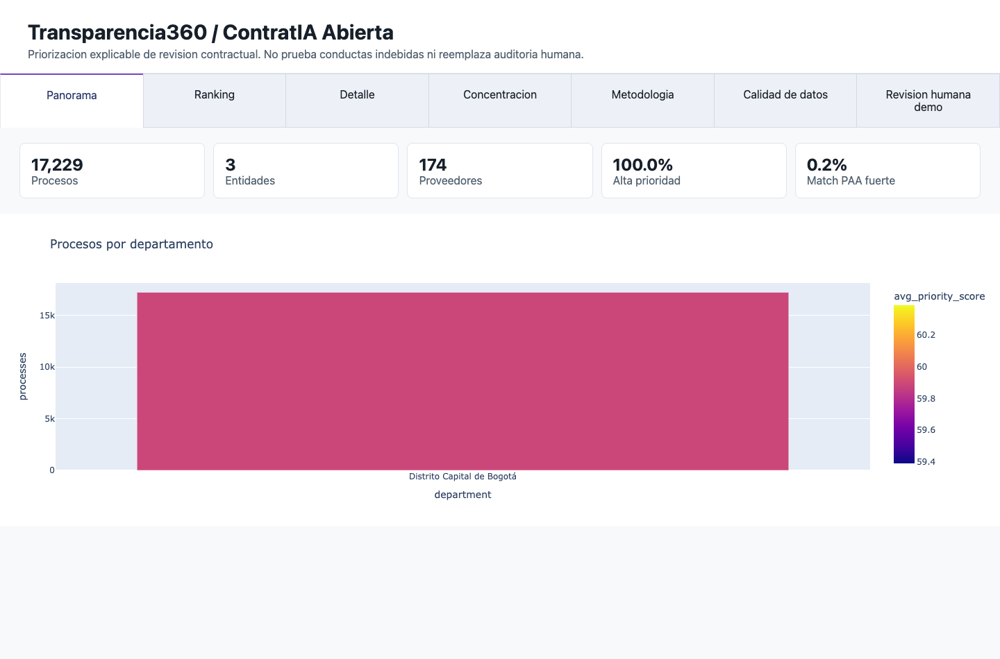 Transparencia360 / ContratIA Abierta
Priorizacion explicable de revision contractual. No prueba conductas indebidas ni reemplaza auditoria humana.
Panorama
Ranking
Detalle
Concentracion
Metodologia
Calidad de datos
Revision humana
demo
17,229
Procesos
3
Entidades
174
Proveedores
100.0%
Alta prioridad
0.2%
Match PAA fuerte
Procesos por departamento
processes
15k
10k
5k
0
Distrito Capital de Bogotá
department
avg_priority_score
60.2
60
59.8
59.6
59.4